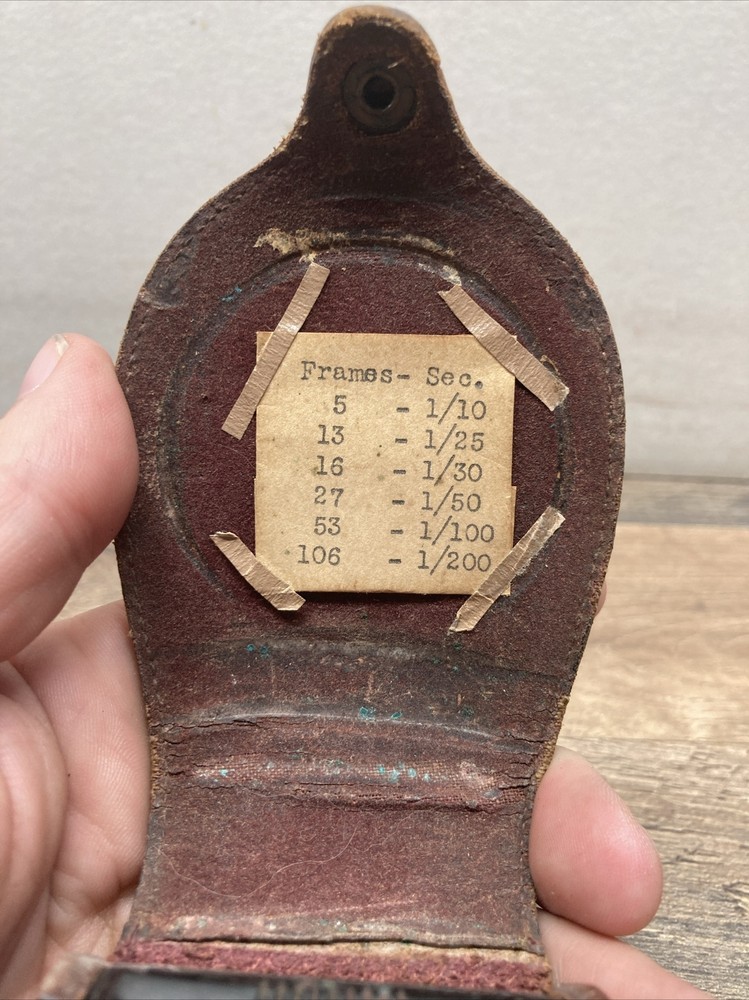 Frames- Sec.
5 - 1/10
13 - 1/25
16 - 1/30
27 - 1/50
53 - 1/100
106 - 1/200